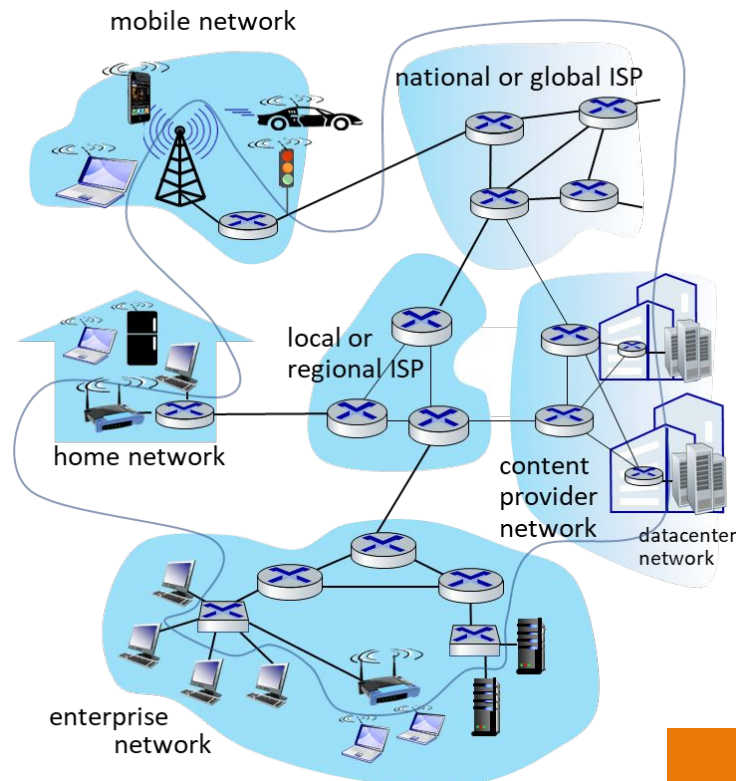 mobile network
national or global ISP
local or
regional ISP
home network
content
provider
network
datacenter
network
enterprise
network